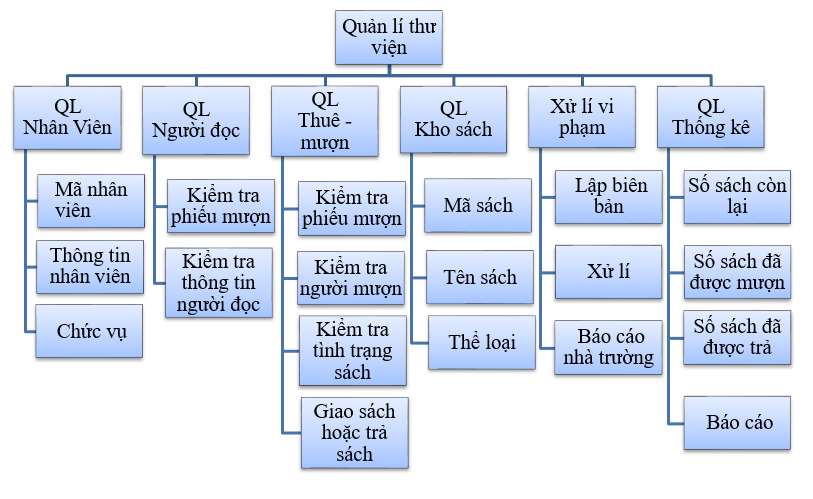 Quản lí thư
viện
QL
Nhân Viên
Mã nhân
viên
Thông tin
nhân viên
Chức vụ
QL
Người đọc
Kiểm tra
phiếu mượn
Kiểm tra
thông tin
người đọc
QL
Thuê -
mượn
Kiểm tra
phiếu mượn
Kiểm tra
người mượn
Kiểm tra
tình trạng
sách
Giao sách
hoặc trả
sách
QL
Kho sách
Mã sách
Tên sách
Thể loại
Xử lí vi
phạm
Lập biên
bản
Xử lí
Báo cáo
nhà trường
QL
Thống kê
Số sách còn
lại
Số sách đã
được mượn
Số sách đã
được trả
Báo cáo